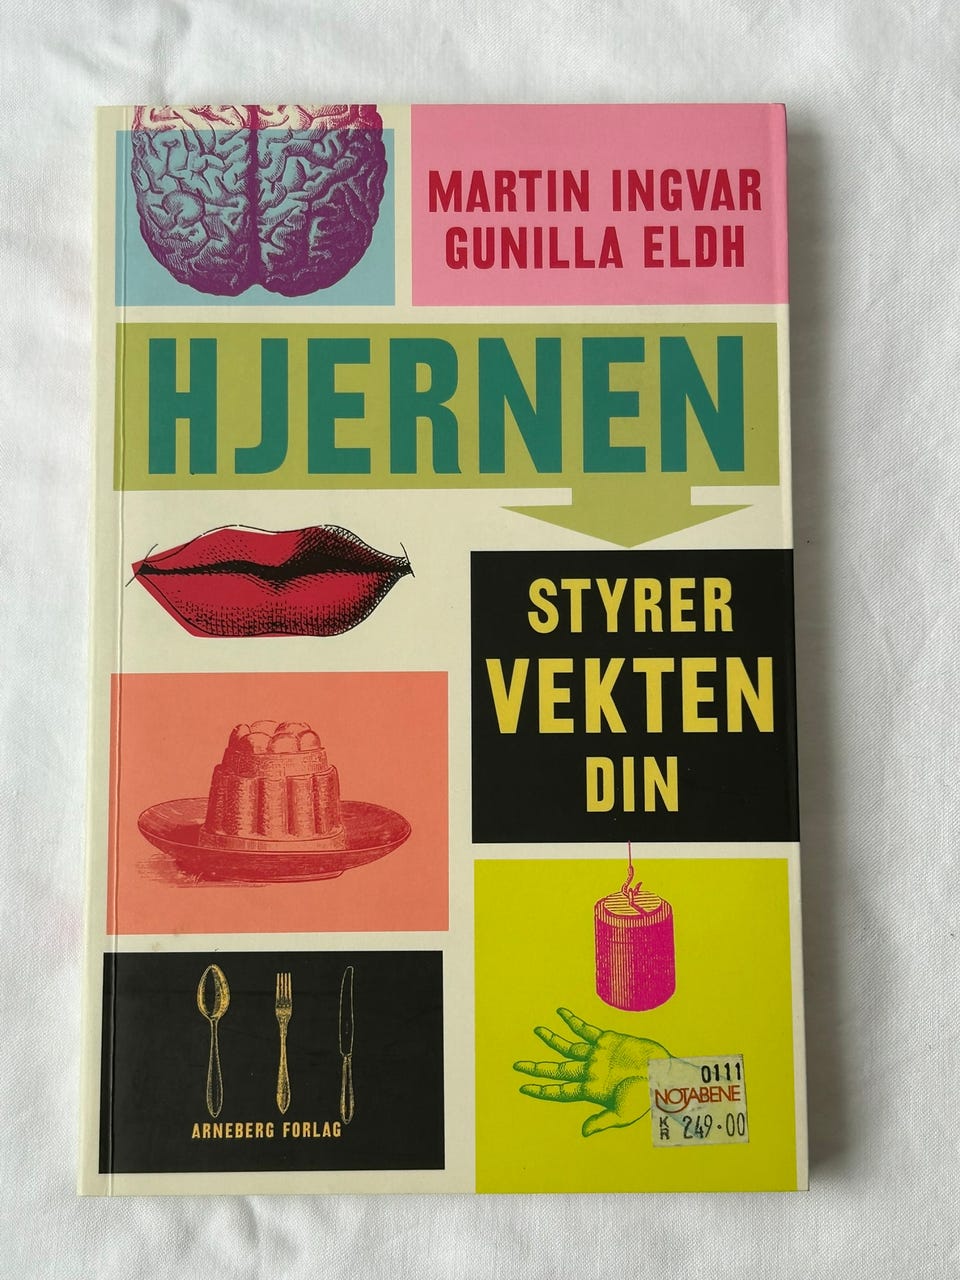 MARTIN INGVAR
GUNILLA ELDH
HJERNEN
STYRER
VEKTEN
DIN
ARNEBERG FORLAG
0111
NOTABENE
KR 249.00